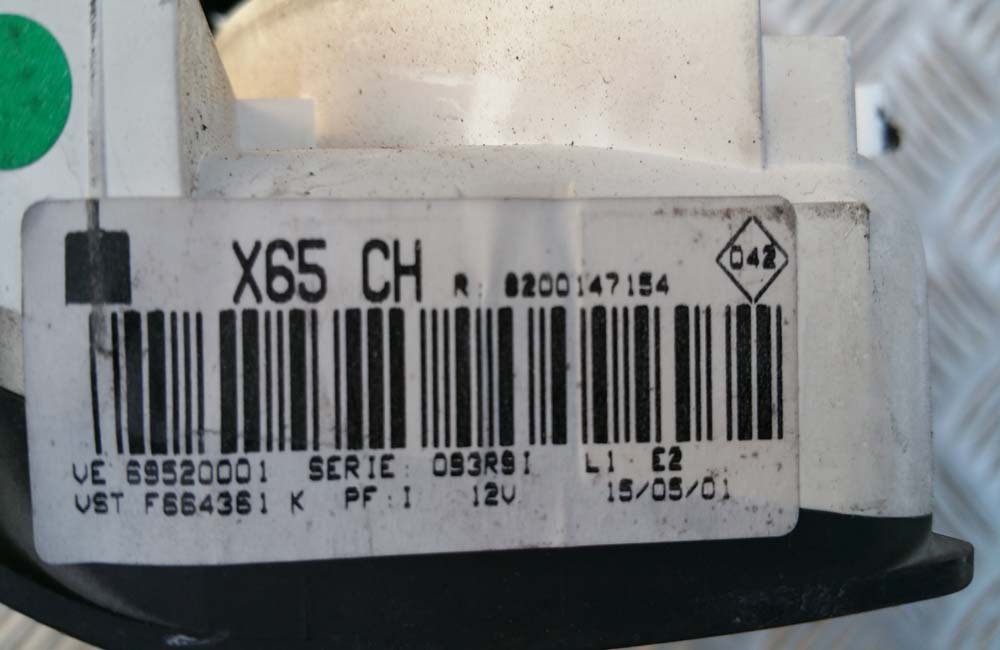 X65 CH R: 8200147154 042
VE 69520001 SERIE: 093R9I L1 E2
VST F664361 K PF:I 12V 15/05/01